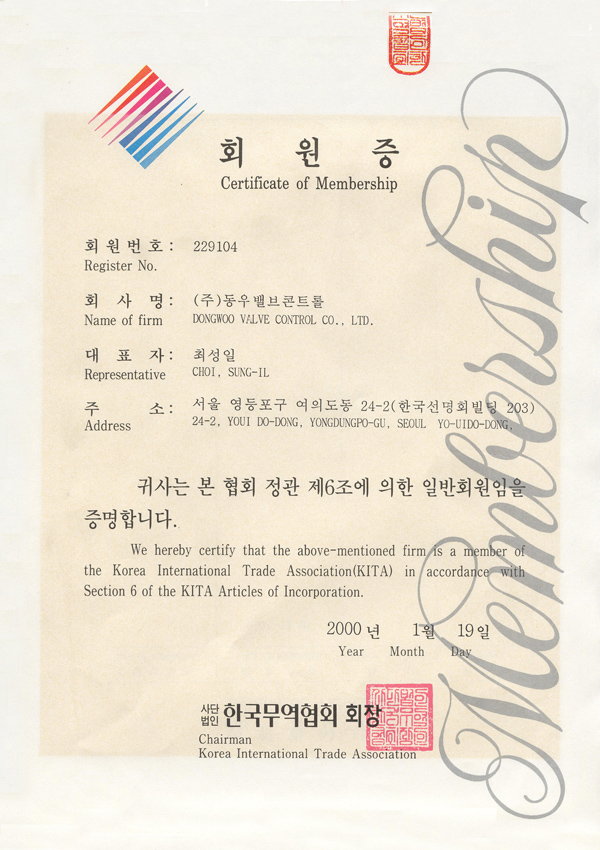 회 원 증
Certificate of Membership
회 원 번 호 : 229104
Register No.
회 사 명 : (주)동우밸브콘트롤
Name of firm DONGWOO VALVE CONTROL CO., LTD,
대 표 자 : 최성일
Representative CHOI, SUNG-IL
주 소 : 서울 영등포구 여의도동 24-2(한국선명회빌딩 203)
Address 24-2, YOUI DO-DONG, YONGDUNGPO-GU, SEOUL YO-UIDO-DONG,
귀사는 본 협회 정관 제6조에 의한 일반회원임을
증명합니다.
We hereby certify that the above-mentioned firm is a member of
the Korea International Trade Association(KITA) in accordance with
Section 6 of the KITA Articles of Incorporation.
2000 년 1월 19일
Year Month Day
사단법인 한국무역협회 회장
Chairman
Korea International Trade Association
Membership